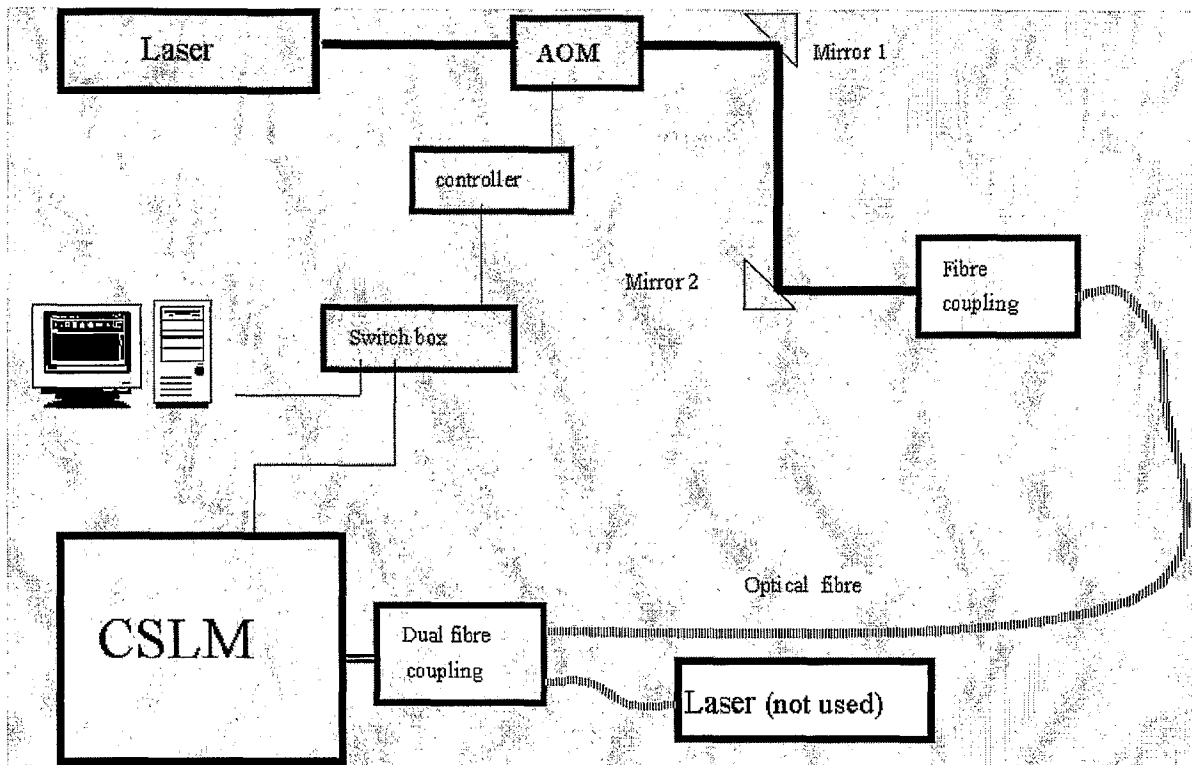 Laser
AOM
Mirror 1
controller
Mirror 2
Fibre
coupling
Switch box
Optical fibre
CSLM
Dual fibre
coupling
Laser (not used)